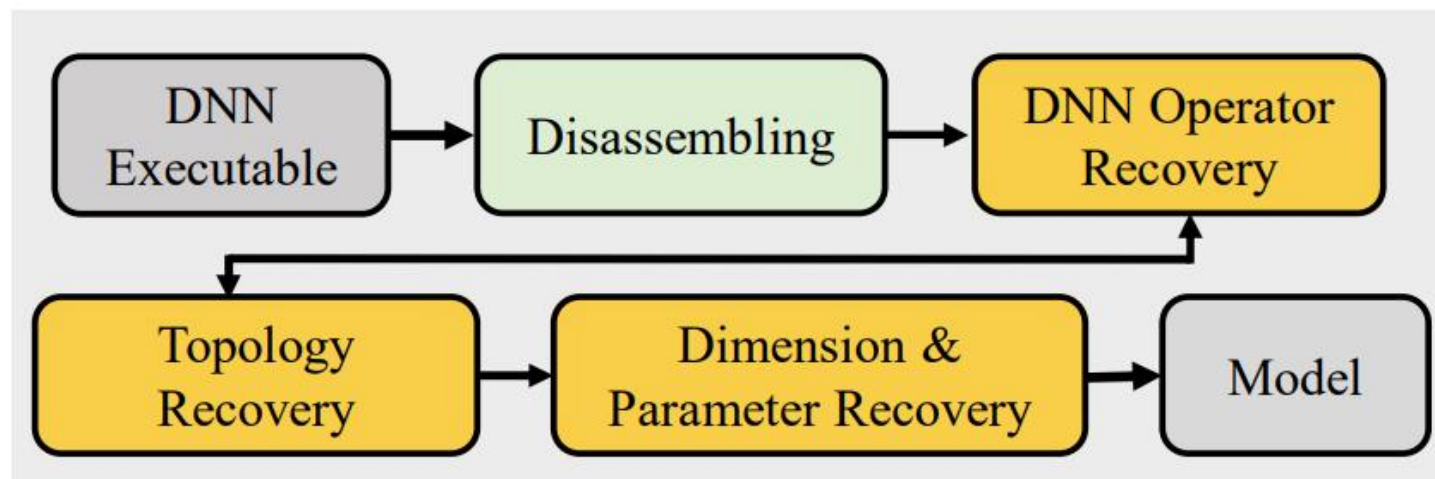 DNN
Executable
Disassembling
DNN Operator
Recovery
Topology
Recovery
Dimension &
Parameter Recovery
Model